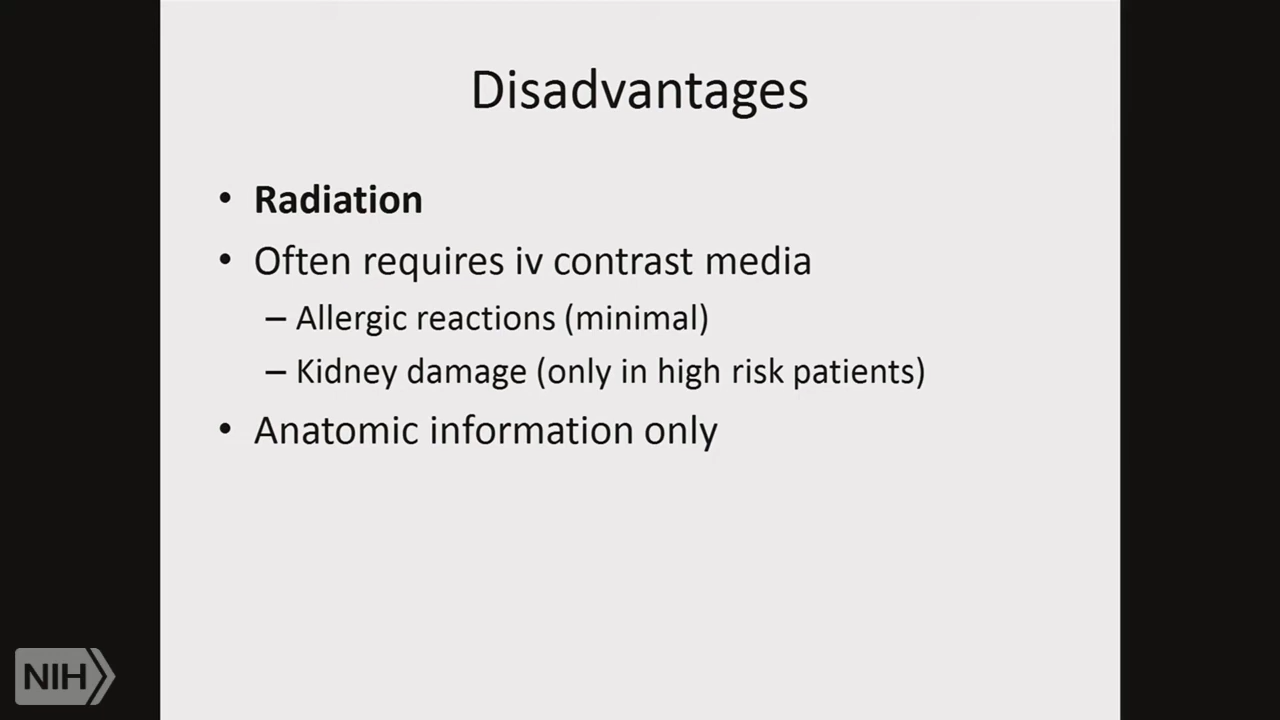 Disadvantages
• Radiation
• Often requires iv contrast media
– Allergic reactions (minimal)
– Kidney damage (only in high risk patients)
• Anatomic information only
NIH